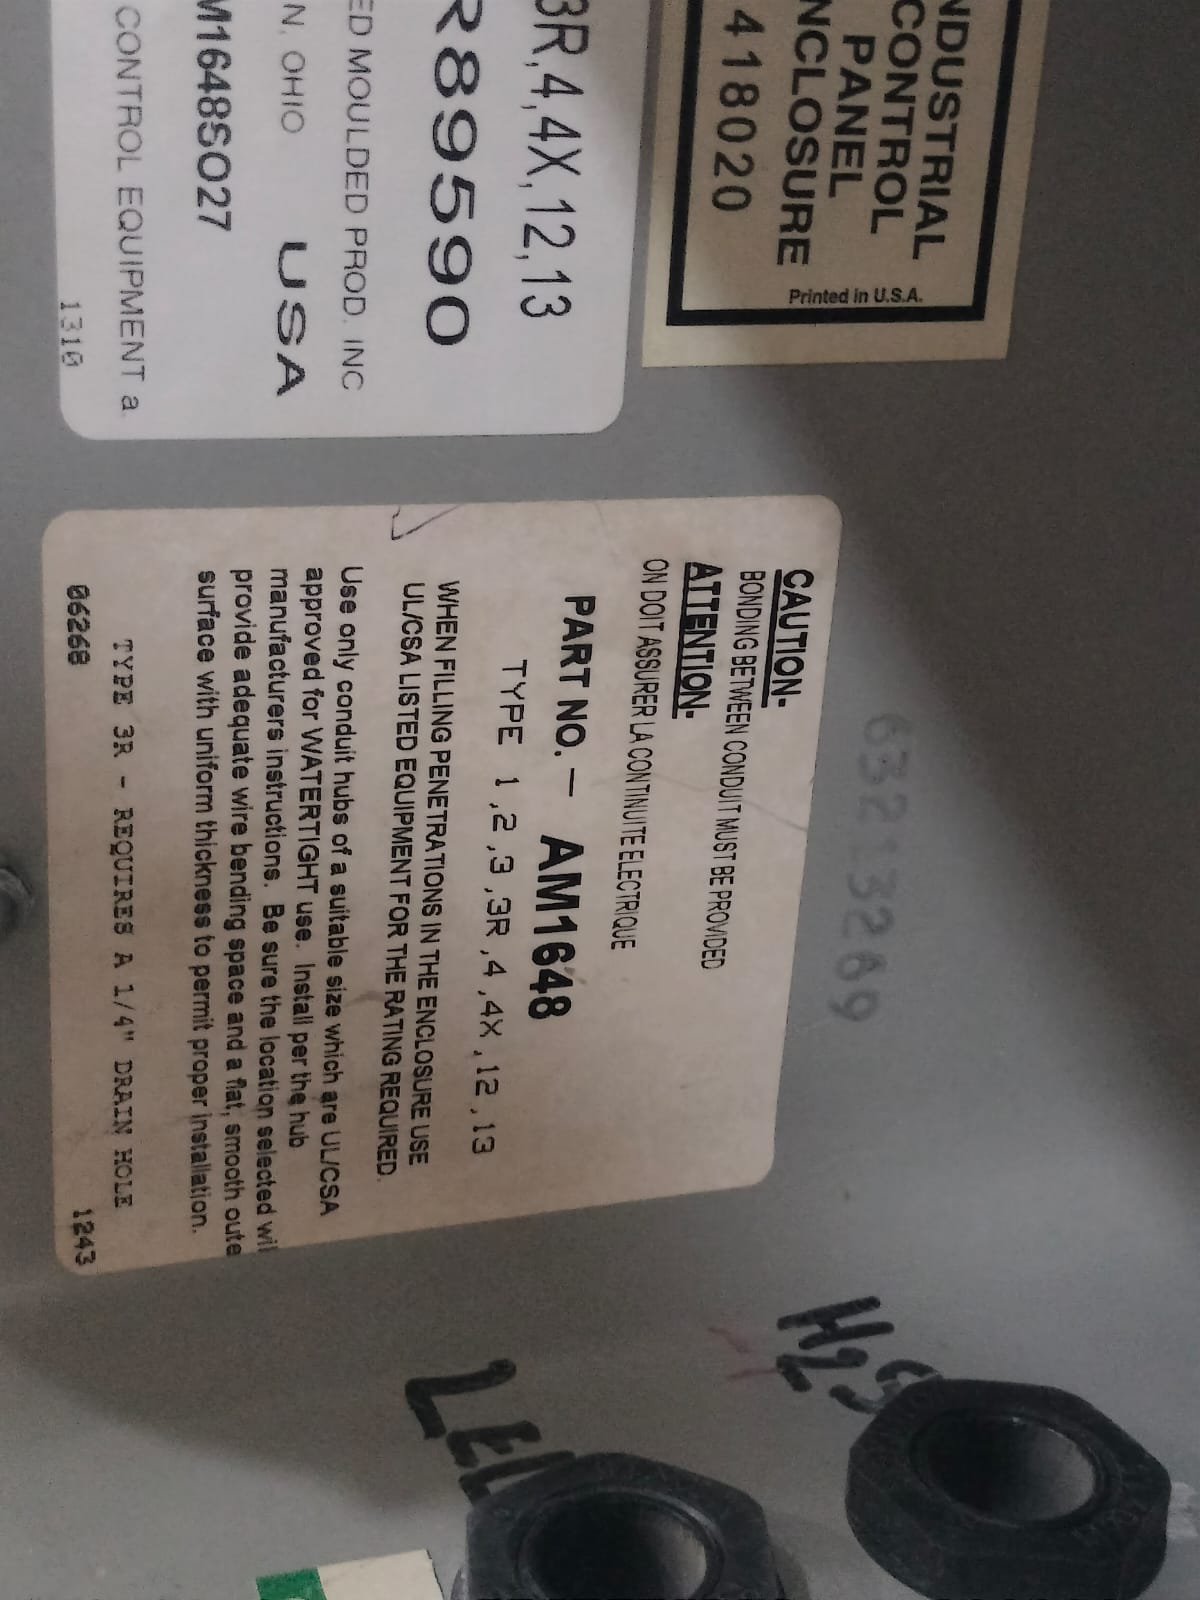 NDUSTRIAL
CONTROL
PANEL
NCLOSURE
418020
Printed in U.S.A.
3R,4,4X,12,13
R89590
ED MOULDED PROD. INC
N, OHIO USA
M1648SO27
CONTROL EQUIPMENT a
1310
63213269
CAUTION-
BONDING BETWEEN CONDUIT MUST BE PROVIDED
ATTENTION-
ON DOIT ASSURER LA CONTINUITE ELECTRIQUE
PART NO. — AM1648
TYPE 1,2,3,3R,4,4X,12,13
WHEN FILLING PENETRATIONS IN THE ENCLOSURE USE
UL/CSA LISTED EQUIPMENT FOR THE RATING REQUIRED.
Use only conduit hubs of a suitable size which are UL/CSA
approved for WATERTIGHT use. Install per the hub
manufacturers instructions. Be sure the location selected wil
provide adequate wire bending space and a flat, smooth oute
surface with uniform thickness to permit proper installation.
TYPE 3R - REQUIRES A 1/4" DRAIN HOLE
06268 1243
H2S